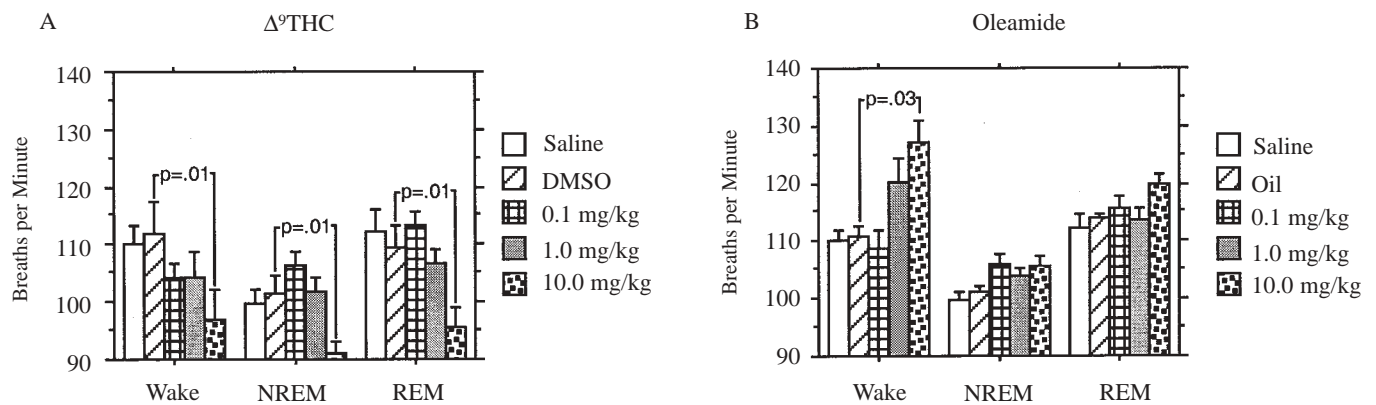 A
Δ⁹THC
Breaths per Minute
140
130
120
110
100
90
p=.01
p=.01
p=.01
Wake
NREM
REM
Saline
DMSO
0.1 mg/kg
1.0 mg/kg
10.0 mg/kg
B
Oleamide
Breaths per Minute
140
130
120
110
100
90
p=.03
Wake
NREM
REM
Saline
Oil
0.1 mg/kg
1.0 mg/kg
10.0 mg/kg